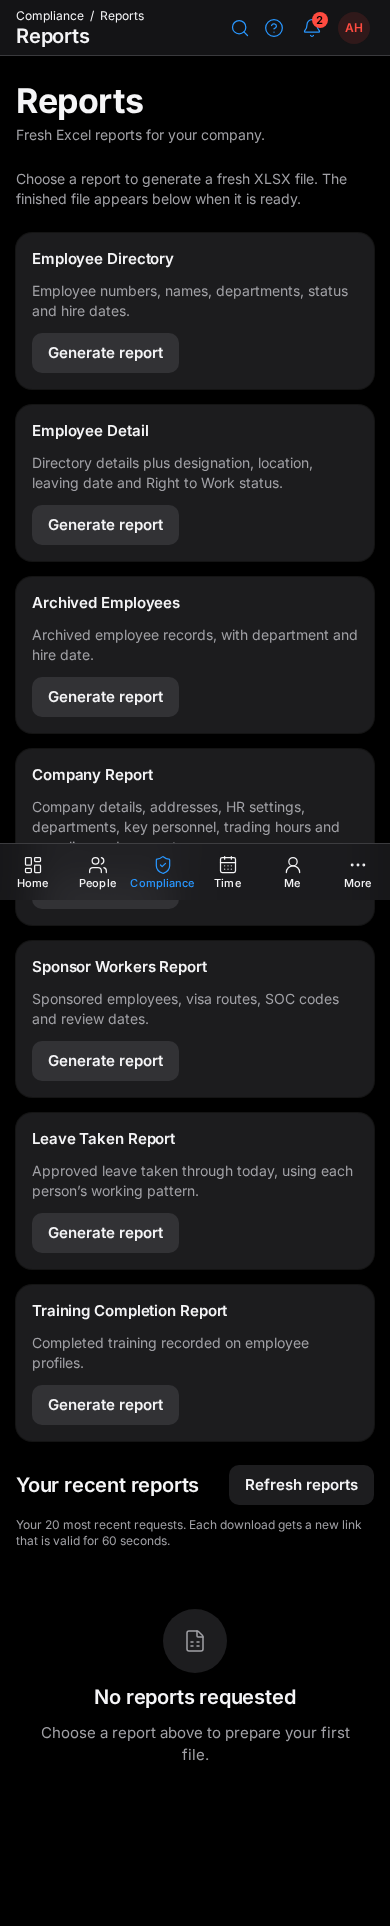 Compliance / Reports
Reports
2
AH
Reports
Fresh Excel reports for your company.
Choose a report to generate a fresh XLSX file. The
finished file appears below when it is ready.
Employee Directory
Employee numbers, names, departments, status
and hire dates.
Generate report
Employee Detail
Directory details plus designation, location,
leaving date and Right to Work status.
Generate report
Archived Employees
Archived employee records, with department and
hire date.
Generate report
Company Report
Company details, addresses, HR settings,
departments, key personnel, trading hours and
Home
People
Compliance
Time
Me
More
Sponsor Workers Report
Sponsored employees, visa routes, SOC codes
and review dates.
Generate report
Leave Taken Report
Approved leave taken through today, using each
person’s working pattern.
Generate report
Training Completion Report
Completed training recorded on employee
profiles.
Generate report
Your recent reports
Refresh reports
Your 20 most recent requests. Each download gets a new link
that is valid for 60 seconds.
No reports requested
Choose a report above to prepare your first
file.